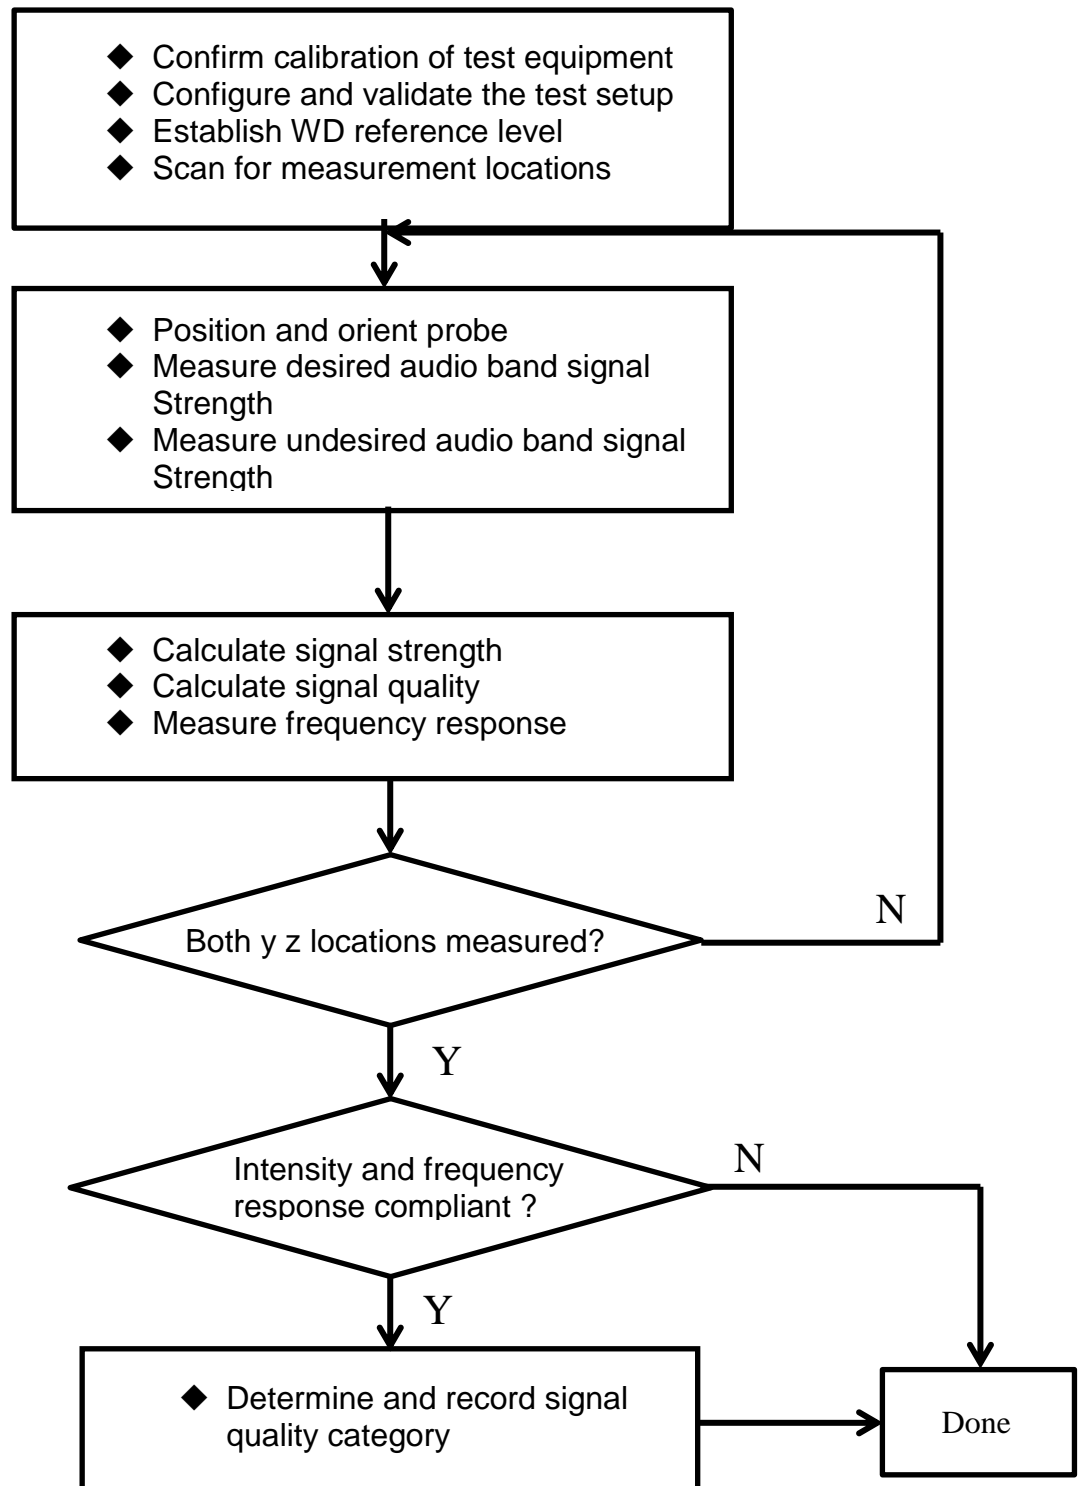 ◆ Confirm calibration of test equipment
◆ Configure and validate the test setup
◆ Establish WD reference level
◆ Scan for measurement locations
◆ Position and orient probe
◆ Measure desired audio band signal
Strength
◆ Measure undesired audio band signal
Strength
◆ Calculate signal strength
◆ Calculate signal quality
◆ Measure frequency response
Both y z locations measured?
N
Y
Intensity and frequency
response compliant ?
N
Y
◆ Determine and record signal
quality category
Done